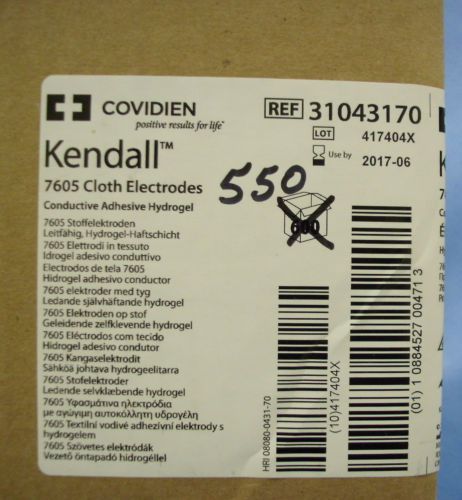 COVIDIEN
positive results for life™
REF 31043170
LOT 417404X
Use by 2017-06
Kendall™
7605 Cloth Electrodes
550
Conductive Adhesive Hydrogel
600
7605 Stoffelektroden
Leitfähig, Hydrogel-Haftschicht
7605 Elettrodi in tessuto
Idrogel adesivo conduttivo
Electrodos de tela 7605
Hidrogel adhesivo conductor
7605 elektroder med tyg
Ledande självhäftande hydrogel
7605 Elektroden op stof
Geleidende zelfklevende hydrogel
7605 Eléctrodos com tecido
Hidrogel adesivo condutor
7605 Kangaselektrodit
Sähköä johtava hydrogeeliliima
7605 Stofelektroder
Ledende selvklæbende hydrogel
7605 Υφασμάτινα ηλεκτρόδια
με αγώγιμη αυτοκόλλητη υδρογέλη
7605 Textilní vodivé adhezivní elektrody s
hydrogelem
7605 Szövetes elektródák
Vezető öntapadó hidrogéllel
HRI 08080-0431-70
(10)417404X
(01) 1 0884527 00471 3